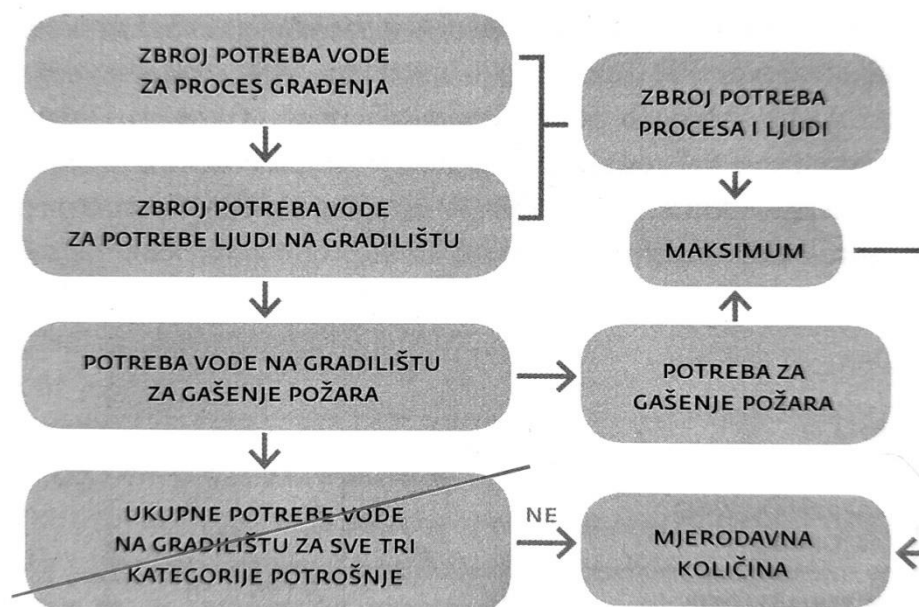 ZBROJ POTREBA VODE
ZA PROCES GRAĐENJA
ZBROJ POTREBA
PROCESA I LJUDI
ZBROJ POTREBA VODE
ZA POTREBE LJUDI NA GRADILIŠTU
MAKSIMUM
POTREBA VODE NA GRADILIŠTU
ZA GAŠENJE POŽARA
POTREBA ZA
GAŠENJE POŽARA
UKUPNE POTREBE VODE
NA GRADILIŠTU ZA SVE TRI
KATEGORIJE POTROŠNJE
NE
MJERODAVNA
KOLIČINA